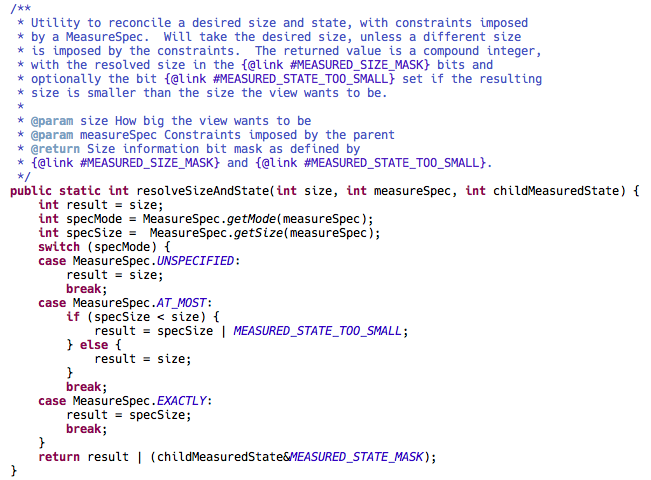 /**
 * Utility to reconcile a desired size and state, with constraints imposed
 * by a MeasureSpec.  Will take the desired size, unless a different size
 * is imposed by the constraints.  The returned value is a compound integer,
 * with the resolved size in the {@link #MEASURED_SIZE_MASK} bits and
 * optionally the bit {@link #MEASURED_STATE_TOO_SMALL} set if the resulting
 * size is smaller than the size the view wants to be.
 *
 * @param size How big the view wants to be
 * @param measureSpec Constraints imposed by the parent
 * @return Size information bit mask as defined by
 * {@link #MEASURED_SIZE_MASK} and {@link #MEASURED_STATE_TOO_SMALL}.
 */
public static int resolveSizeAndState(int size, int measureSpec, int childMeasuredState) {
    int result = size;
    int specMode = MeasureSpec.getMode(measureSpec);
    int specSize =  MeasureSpec.getSize(measureSpec);
    switch (specMode) {
    case MeasureSpec.UNSPECIFIED:
        result = size;
        break;
    case MeasureSpec.AT_MOST:
        if (specSize < size) {
            result = specSize | MEASURED_STATE_TOO_SMALL;
        } else {
            result = size;
        }
        break;
    case MeasureSpec.EXACTLY:
        result = specSize;
        break;
    }
    return result | (childMeasuredState&MEASURED_STATE_MASK);
}